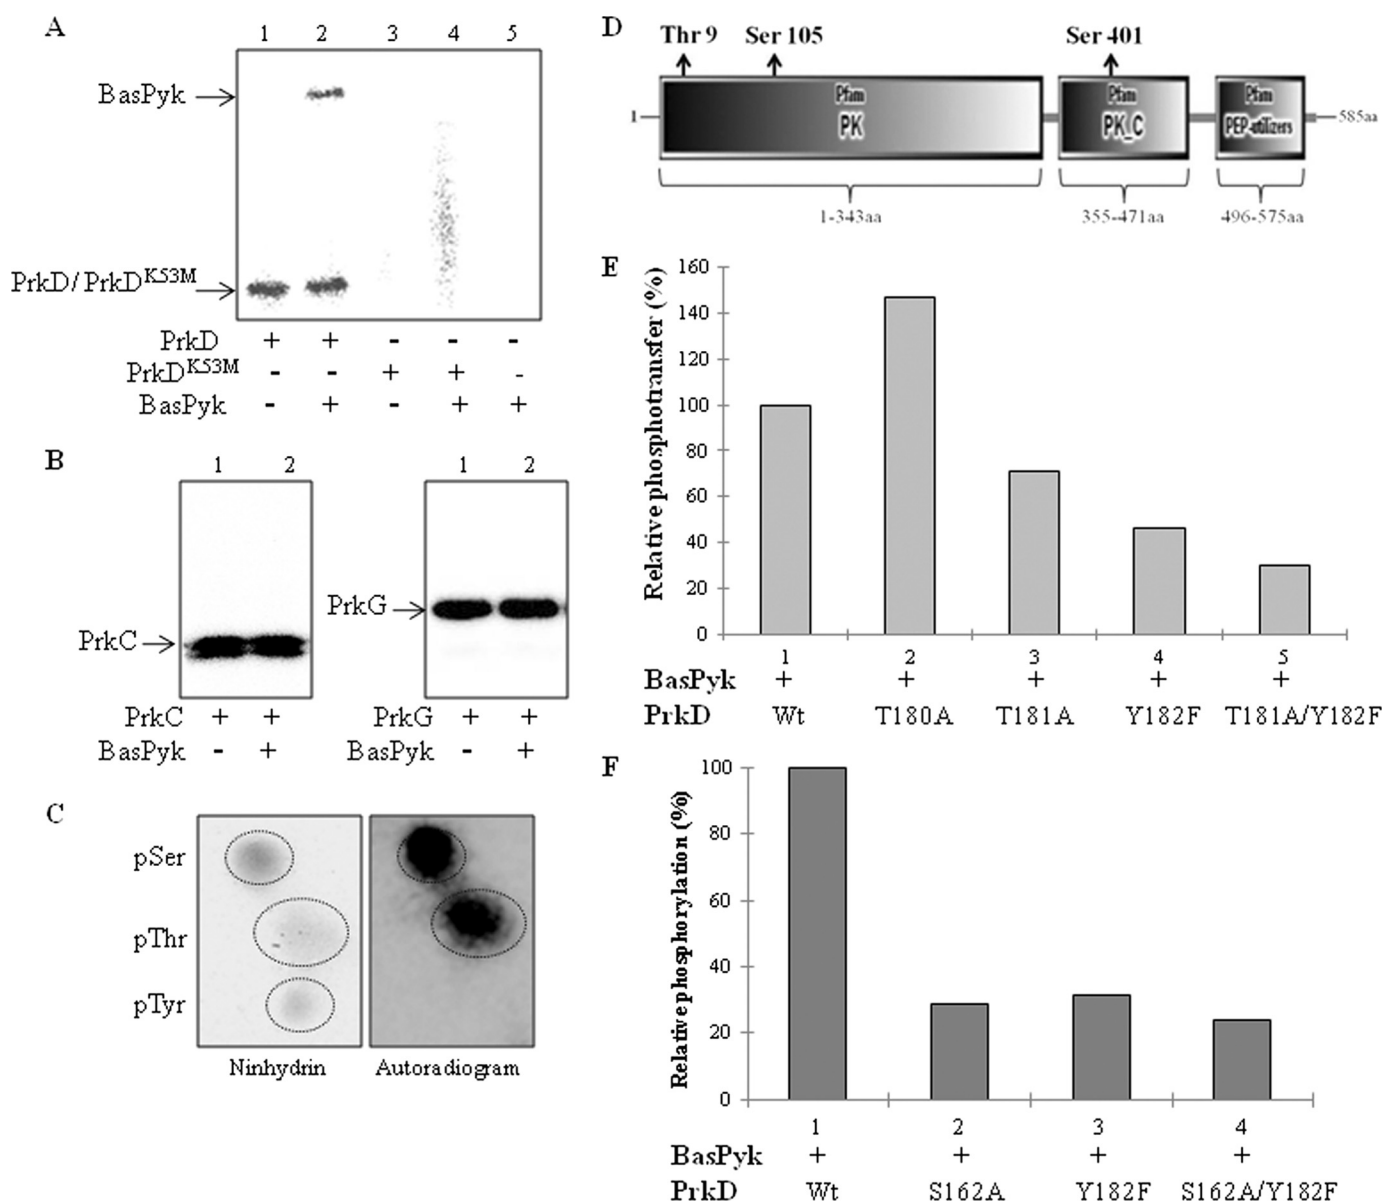 A
1 2 3 4 5
BasPyk
PrkD/PrkD^K53M
PrkD + + - - -
PrkD^K53M - - + + -
BasPyk - + - + +
B
1 2
PrkC
PrkC + +
BasPyk - +
1 2
PrkG
PrkG + +
BasPyk - +
C
pSer
pThr
pTyr
Ninhydrin Autoradiogram
D
Thr 9 Ser 105 Ser 401
1 585aa
Pfam
PK
Pfam
PK_C
Pfam
PEP-utilizers
1-343aa 355-471aa 496-575aa
E
Relative phosphotransfer (%)
160
140
120
100
80
60
40
20
0
1 2 3 4 5
BasPyk + + + + +
PrkD Wt T180A T181A Y182F T181A/Y182F
F
Relative phosphorylation (%)
100
80
60
40
20
0
1 2 3 4
BasPyk + + + +
PrkD Wt S162A Y182F S162A/Y182F